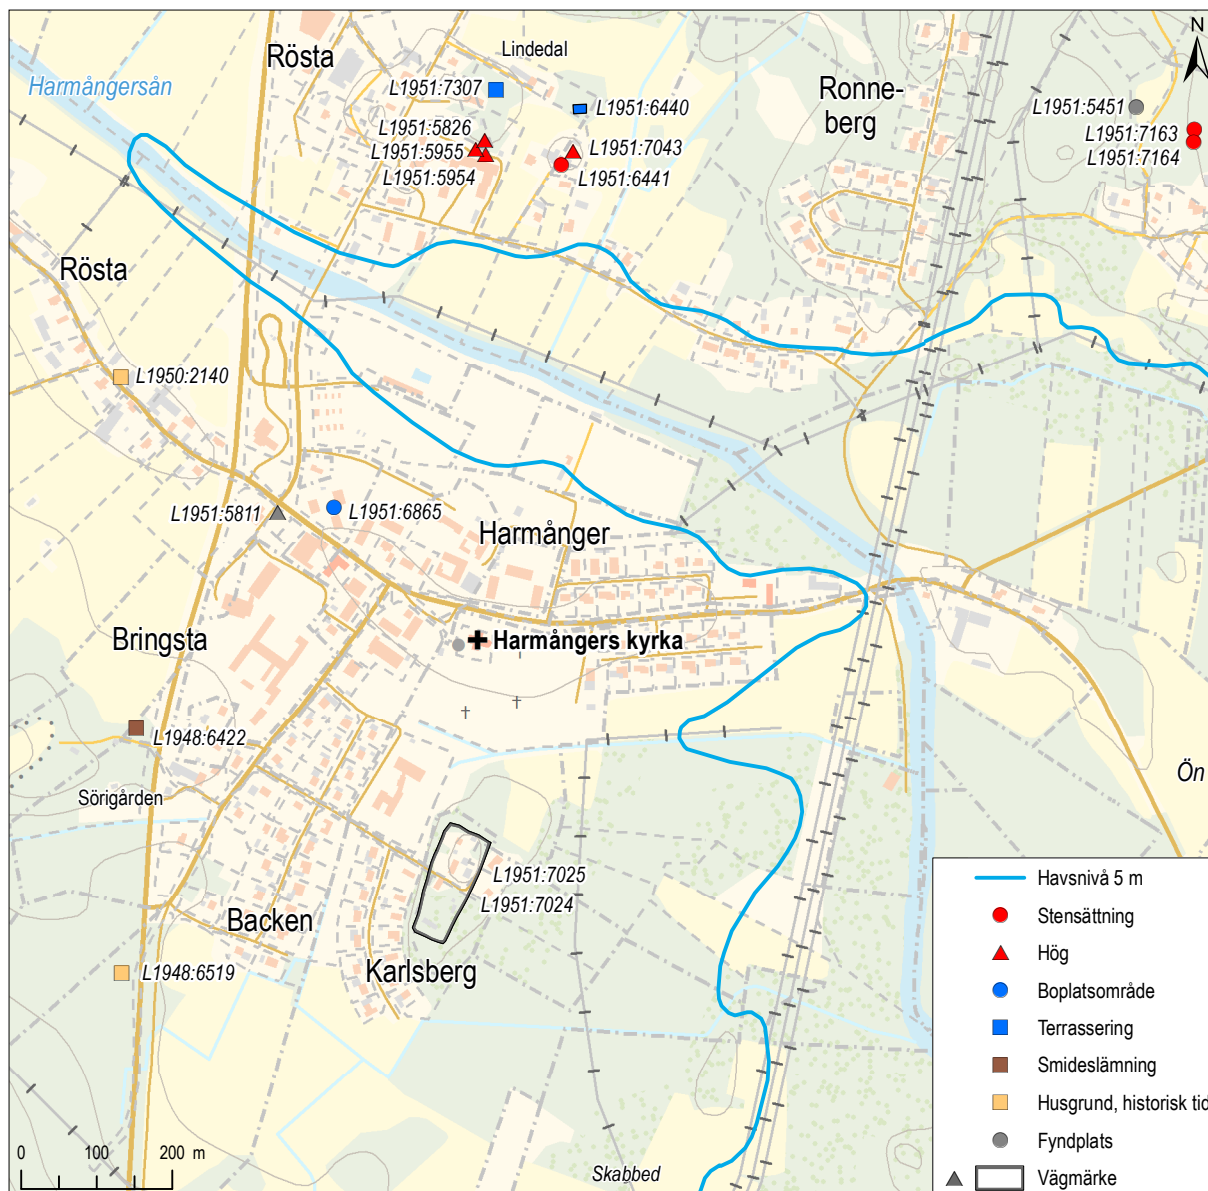 Rösta
Lindedal
N
Harmångersån
L1951:7307
L1951:6440
Ronne-
berg
L1951:5451
L1951:5826
L1951:7163
L1951:5955
L1951:7043
L1951:7164
L1951:5954
L1951:6441
Rösta
L1950:2140
L1951:5811
L1951:6865
Harmånger
Bringsta
Harmångers kyrka
L1948:6422
Ön
Sörigården
L1951:7025
L1951:7024
Backen
Karlsberg
L1948:6519
Skabbed
0 100 200 m
Havsnivå 5 m
Stensättning
Hög
Boplatsområde
Terrassering
Smideslämning
Husgrund, historisk tid
Fyndplats
Vägmärke